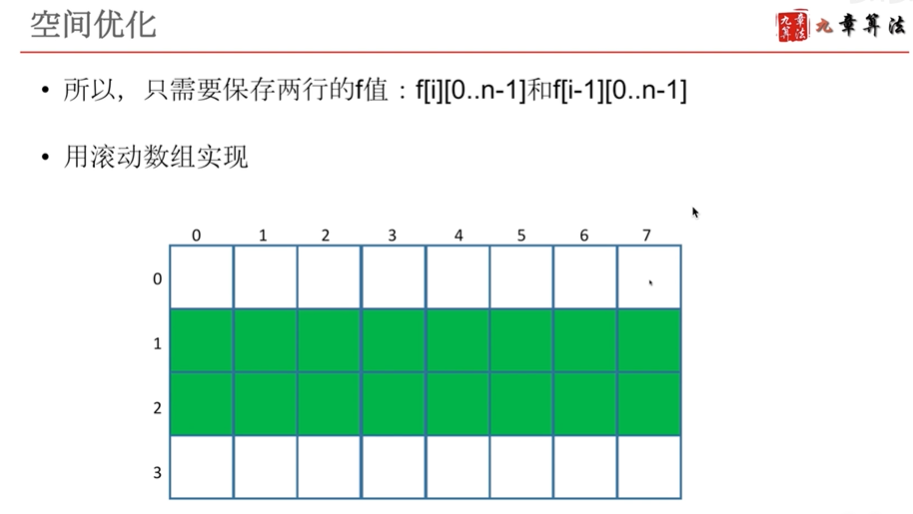 空间优化
九章算法
九章算法
• 所以，只需要保存两行的f值：f[i][0..n-1]和f[i-1][0..n-1]
• 用滚动数组实现
0 1 2 3 4 5 6 7
0
1
2
3